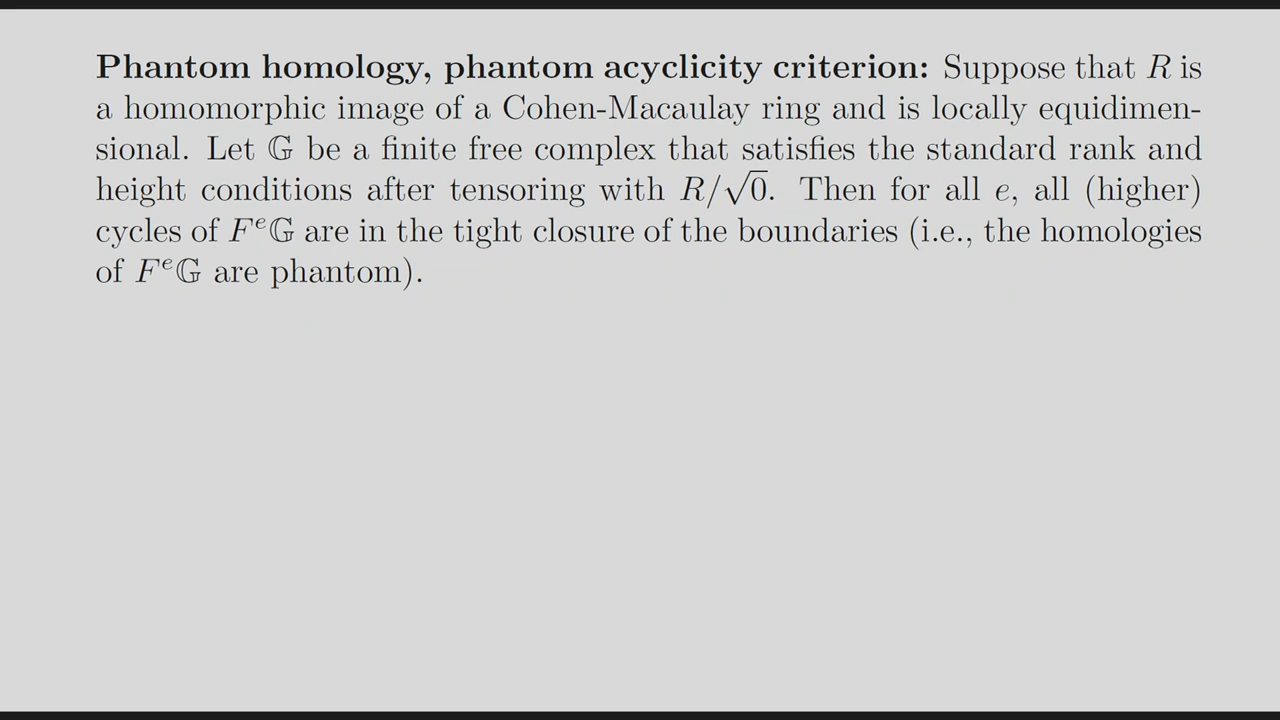 Phantom homology, phantom acyclicity criterion: Suppose that R is
a homomorphic image of a Cohen-Macaulay ring and is locally equidimen-
sional. Let 𝔾 be a finite free complex that satisfies the standard rank and
height conditions after tensoring with R/√0. Then for all e, all (higher)
cycles of Fᵉ𝔾 are in the tight closure of the boundaries (i.e., the homologies
of Fᵉ𝔾 are phantom).